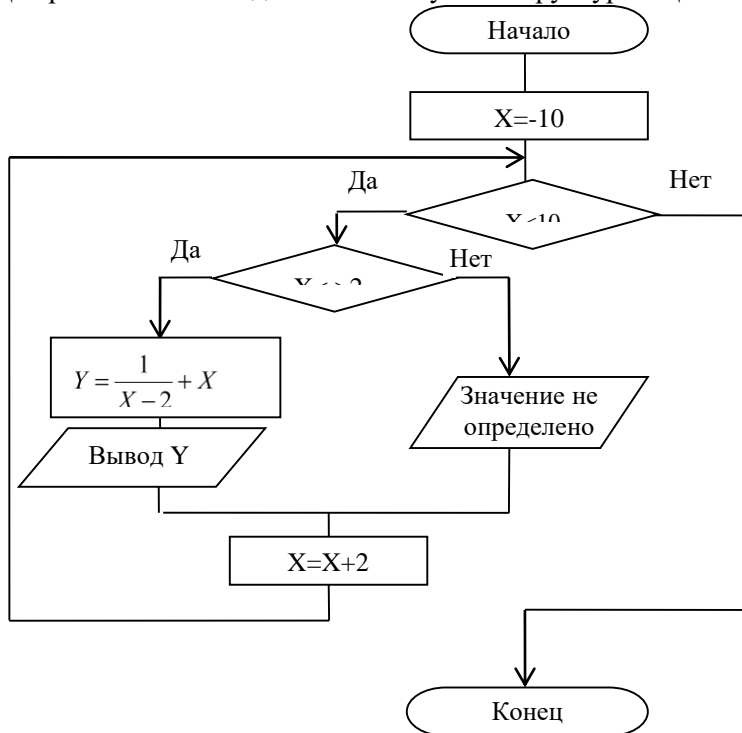 Начало
X=-10
Да
Нет
Да
Нет
Y = 1/(X − 2) + X
Значение не
определено
Вывод Y
X=X+2
Конец